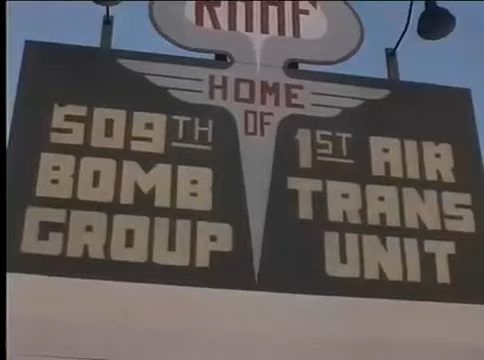 RAAF
HOME
OF
509TH
BOMB
GROUP
1ST AIR
TRANS
UNIT